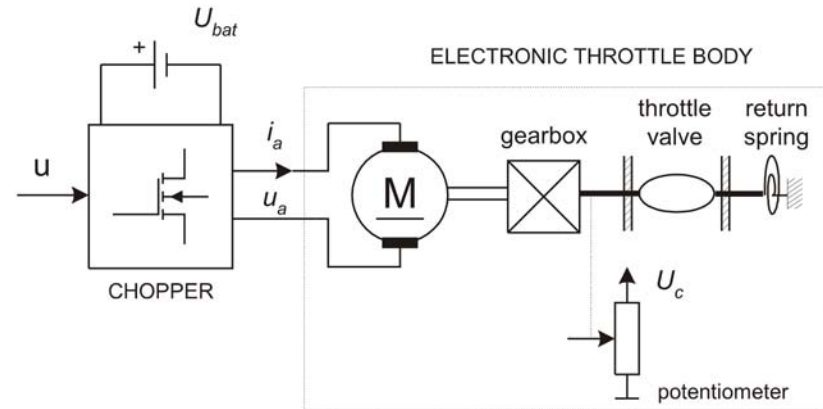 U_bat
+
ELECTRONIC THROTTLE BODY
throttle
valve
return
spring
gearbox
i_a
u
M
u_a
CHOPPER
U_c
potentiometer